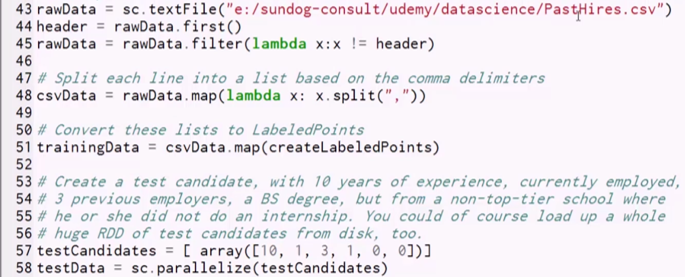 43 rawData = sc.textFile("e:/sundog-consult/udemy/datascience/PastHires.csv")
44 header = rawData.first()
45 rawData = rawData.filter(lambda x:x != header)
46
47 # Split each line into a list based on the comma delimiters
48 csvData = rawData.map(lambda x: x.split(","))
49
50 # Convert these lists to LabeledPoints
51 trainingData = csvData.map(createLabeledPoints)
52
53 # Create a test candidate, with 10 years of experience, currently employed,
54 # 3 previous employers, a BS degree, but from a non-top-tier school where
55 # he or she did not do an internship. You could of course load up a whole
56 # huge RDD of test candidates from disk, too.
57 testCandidates = [ array([10, 1, 3, 1, 0, 0])]
58 testData = sc.parallelize(testCandidates)